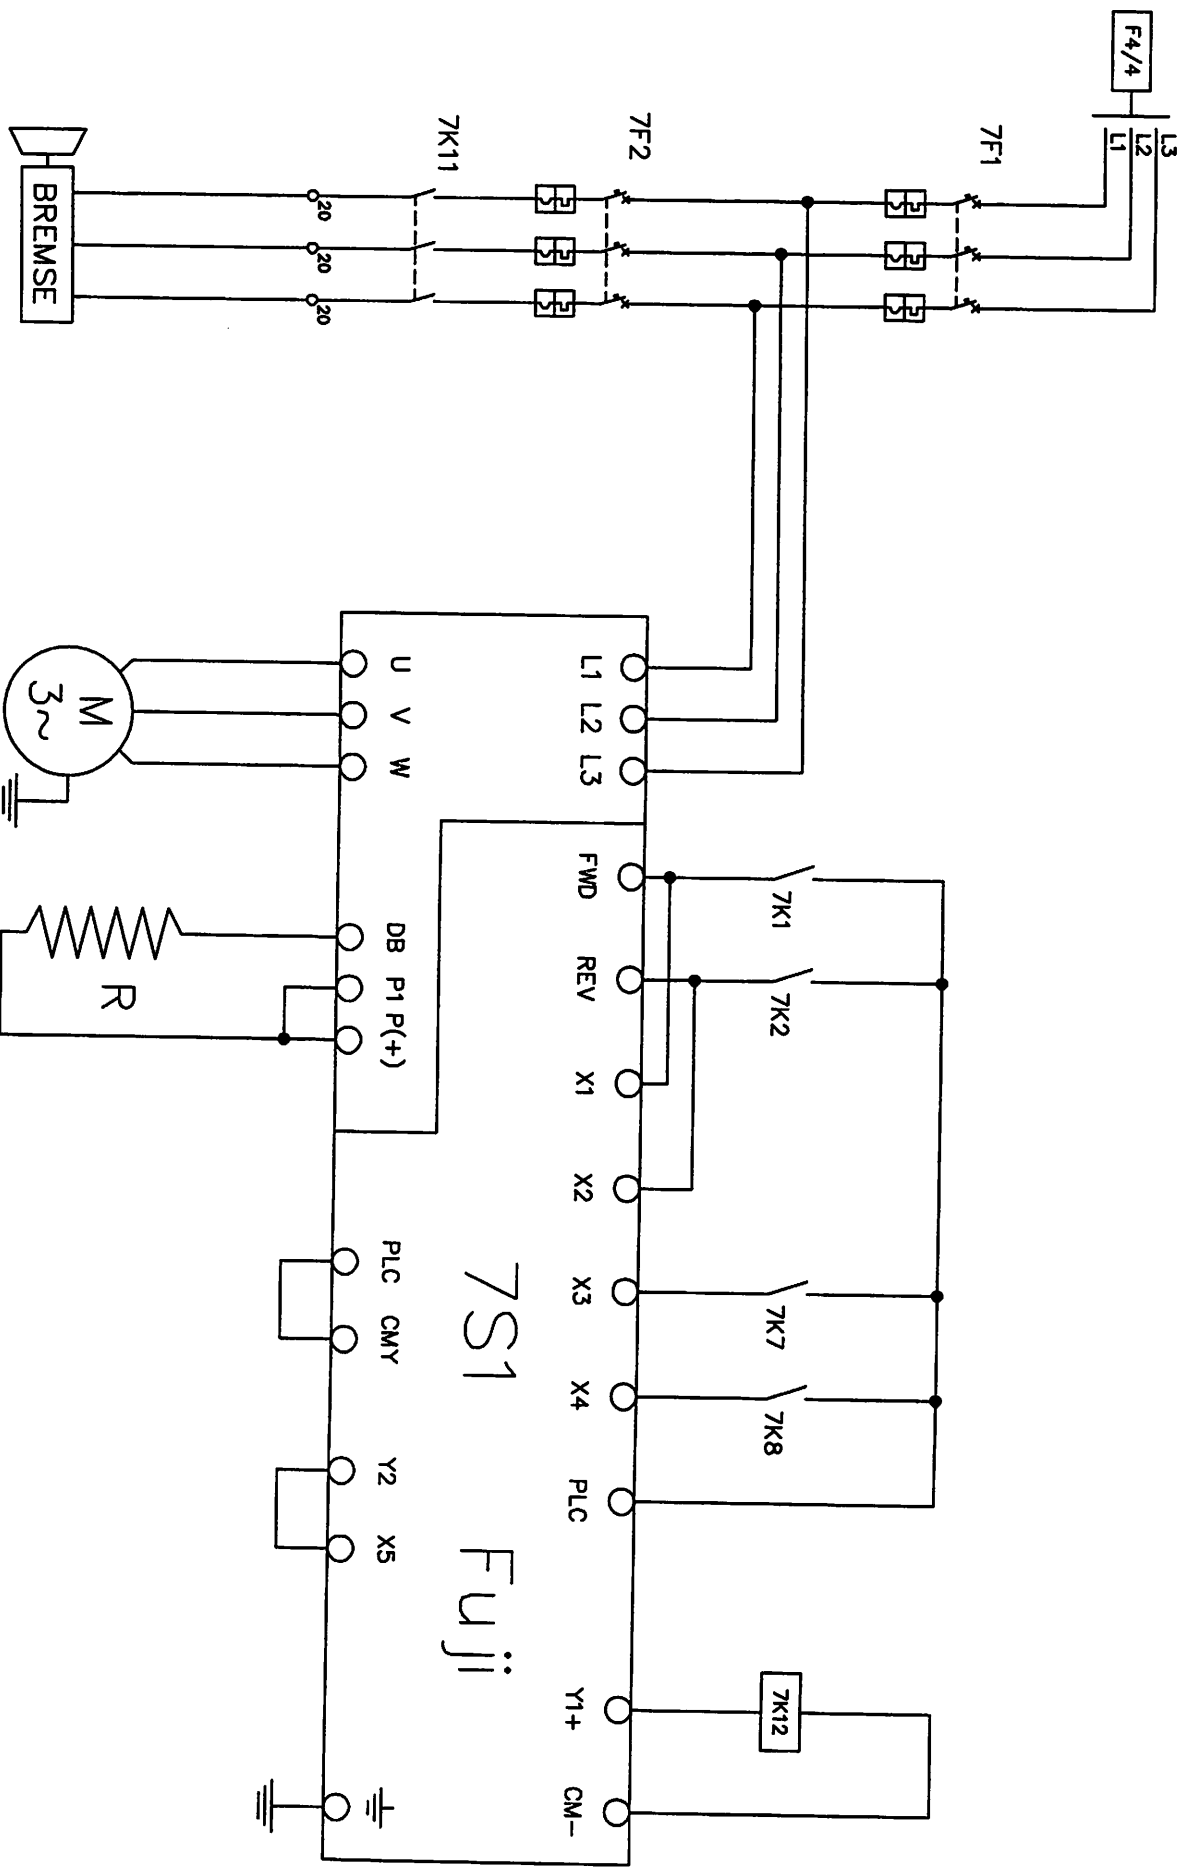 F4/4
L1
L2
L3
7F1
7F2
7K11
20
20
20
BREMSE
7K1
7K2
7K7
7K8
7K12
L1
L2
L3
FWD
REV
X1
X2
X3
X4
PLC
Y1+
CM-
7S1
Fuji
U
V
W
DB
P1
P(+)
PLC
CMY
Y2
X5
M
3~
R